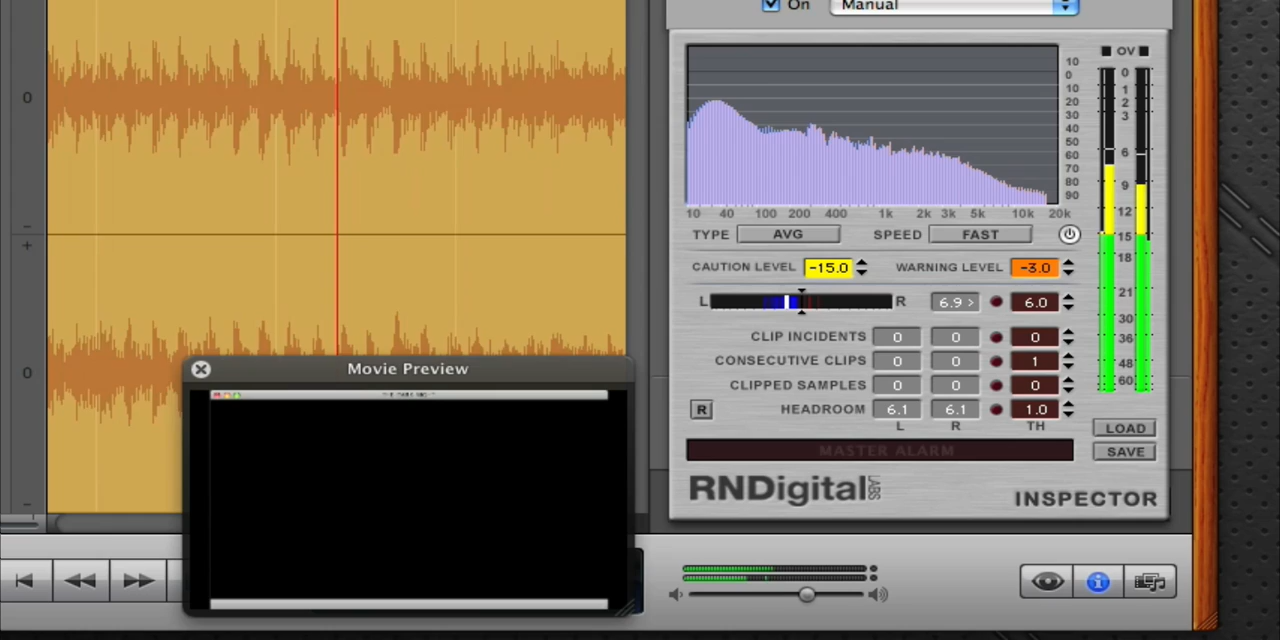 On
Manual
OV
10
0
10
20
30
40
50
60
70
80
90
0
1
2
3
6
9
12
15
18
21
30
36
48
60
10 40 100 200 400 1k 2k 3k 5k 10k 20k
TYPE AVG SPEED FAST
CAUTION LEVEL -15.0 WARNING LEVEL -3.0
L R 6.9 > 6.0
CLIP INCIDENTS 0 0 0
CONSECUTIVE CLIPS 0 0 1
CLIPPED SAMPLES 0 0 0
R HEADROOM 6.1 6.1 1.0
L R TH
LOAD
SAVE
MASTER ALARM
RNDigital LABS
INSPECTOR
0
-
+
0
-
Movie Preview